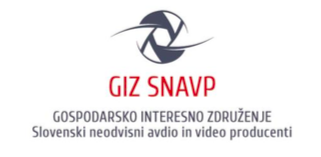 GIZ SNAVP
GOSPODARSKO INTERESNO ZDRUŽENJE
Slovenski neodvisni avdio in video producenti